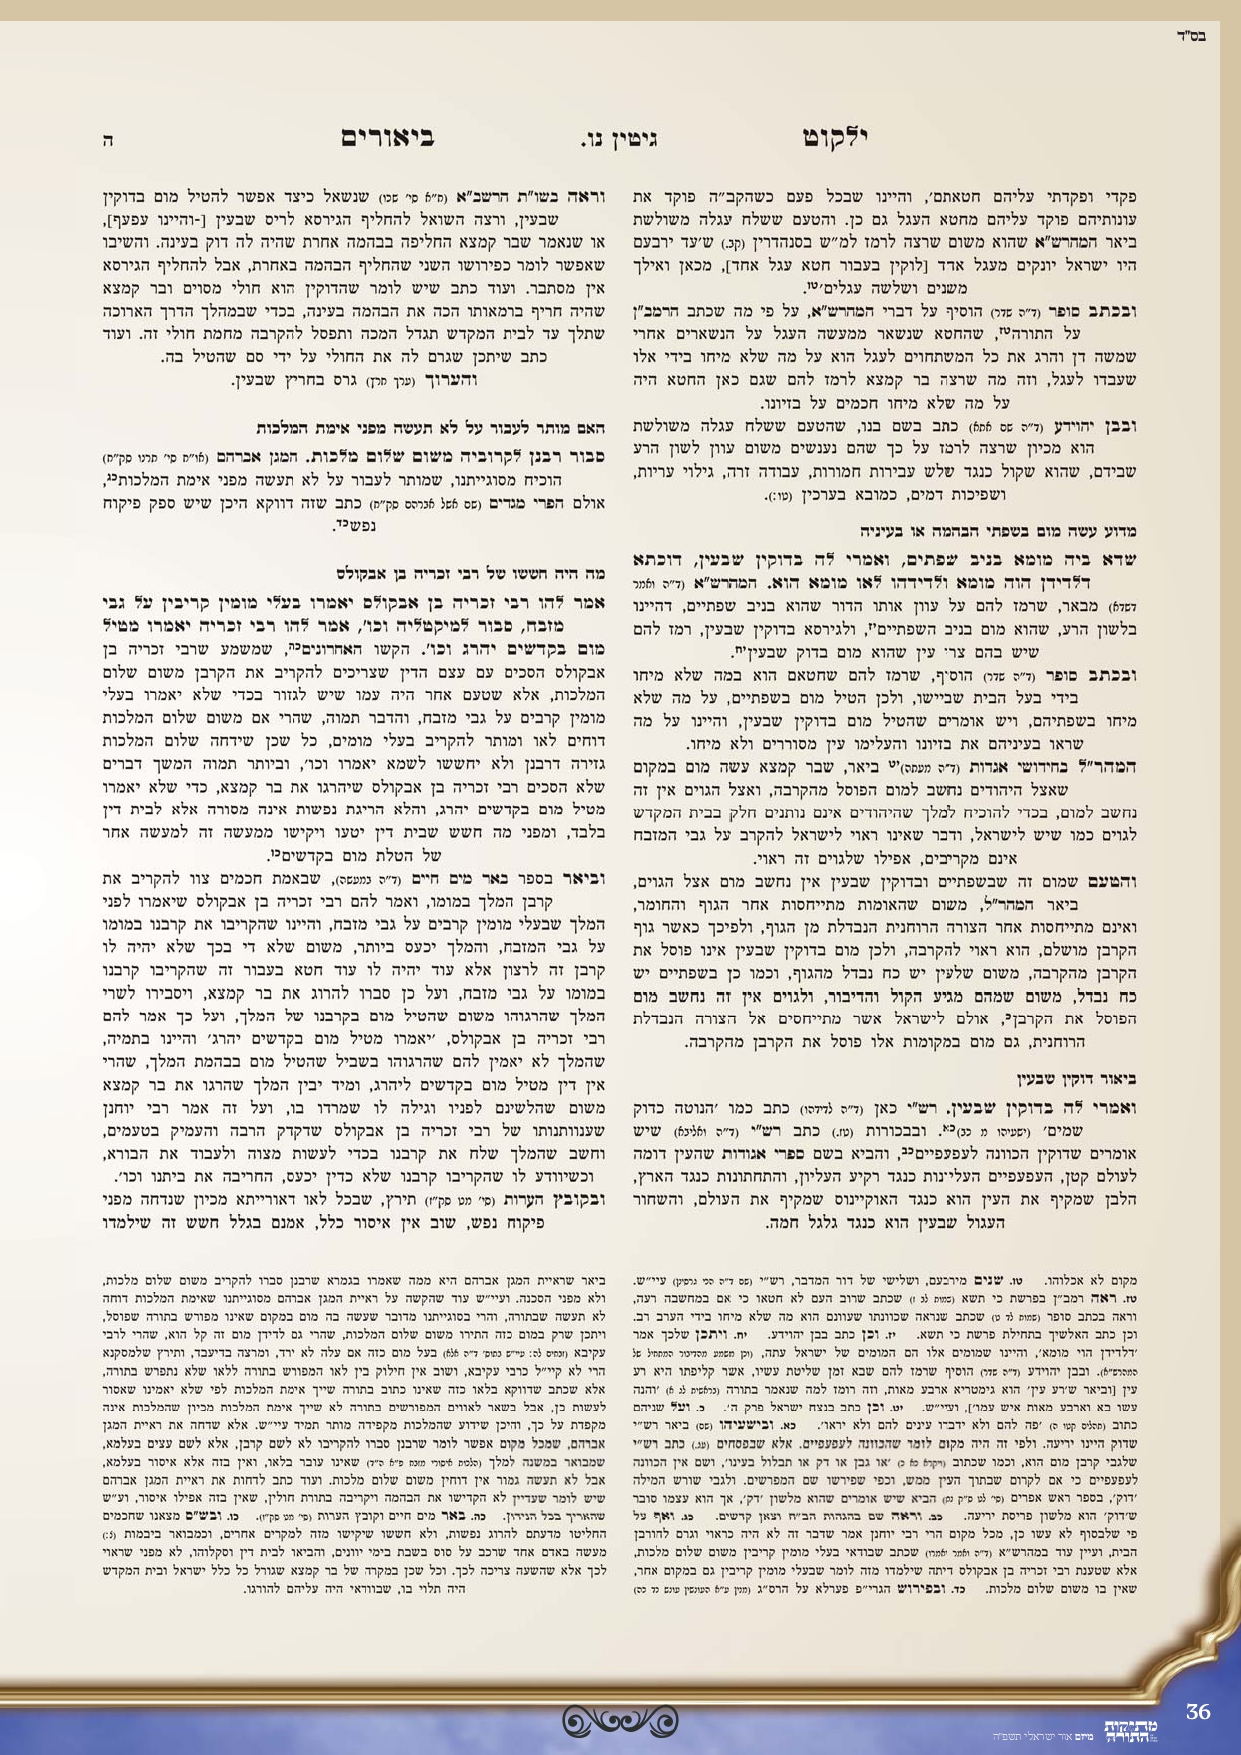 בס"ד
ילקוט גיטין נו. ביאורים ה
פקדי ופקדתי עליהם חטאתם', והיינו שבכל פעם כשהקב"ה פוקד את
עונותיהם פוקד עליהם מחטא העגל גם כן. והטעם ששלח עגלה משולשת
ביאר המהרש"א שהוא משום שרצה לרמז למ"ש בסנהדרין (קב.) ש'עד ירבעם
היו ישראל יונקים מעגל אחד [לוקין בעבור חטא עגל אחד], מכאן ואילך
משנים ושלשה עגלים'טו.
ובכתב סופר (ד"ה שדר) הוסיף על דברי המהרש"א, על פי מה שכתב הרמב"ן
על התורהטז, שהחטא שנשאר ממעשה העגל על הנשארים אחרי
שמשה דן והרג את כל המשתחוים לעגל הוא על מה שלא מיחו בידי אלו
שעבדו לעגל, וזה מה שרצה בר קמצא לרמז להם שגם כאן החטא היה
על מה שלא מיחו חכמים על בזיונו.
ובבן יהוידע (ד"ה שם אתא) כתב בשם בנו, שהטעם ששלח עגלה משולשת
הוא מכיון שרצה לרמז על כך שהם נענשים משום עוון לשון הרע
שבידם, שהוא שקול כנגד שלש עבירות חמורות, עבודה זרה, גילוי עריות,
ושפיכות דמים, כמובא בערכין (טו:).
מדוע עשה מום בשפתי הבהמה או בעיניה
שדא ביה מומא בניב שפתים, ואמרי לה בדוקין שבעין, דוכתא
דלדידן הוה מומא ולדידהו לאו מומא הוא. המהרש"א (ד"ה ואמר
דשדא) מבאר, שרמז להם על עוון אותו הדור שהוא בניב שפתיים, דהיינו
בלשון הרע, שהוא מום בניב השפתייםיז, ולגירסא בדוקין שבעין, רמז להם
שיש בהם צרי עין שהוא מום בדוק שבעיןיח.
ובכתב סופר (ד"ה שדר) הוסיף, שרמז להם שחטאם הוא במה שלא מיחו
בידי בעל הבית שביישו, ולכן הטיל מום בשפתיים, על מה שלא
מיחו בשפתיהם, ויש אומרים שהטיל מום בדוקין שבעין, והיינו על מה
שראו בעיניהם את בזיונו והעלימו עין מסוררים ולא מיחו.
המהר"ל בחידושי אגדות (ד"ה מעתה)יט ביאר, שבר קמצא עשה מום במקום
שאצל היהודים נחשב למום הפוסל מהקרבה, ואצל הגוים אין זה
נחשב למום, בכדי להוכיח למלך שהיהודים אינם נותנים חלק בבית המקדש
לגוים כמו שיש לישראל, ודבר שאינו ראוי לישראל להקרב על גבי המזבח
אינם מקריבים, אפילו שלגוים זה ראוי.
והטעם שמום זה שבשפתיים ובדוקין שבעין אין נחשב מום אצל הגוים,
ביאר המהר"ל, משום שהאומות מתייחסות אחר הגוף והחומר,
ואינם מתייחסות אחר הצורה הרוחנית הנבדלת מן הגוף, ולפיכך כאשר גוף
הקרבן מושלם, הוא ראוי להקרבה, ולכן מום בדוקין שבעין אינו פוסל את
הקרבן מהקרבה, משום שלעין יש כח נבדל מהגוף, וכמו כן בשפתיים יש
כח נבדל, משום שמהם מגיע הקול והדיבור, ולגוים אין זה נחשב מום
הפוסל את הקרבןכ, אולם לישראל אשר מתייחסים אל הצורה הנבדלת
הרוחנית, גם מום במקומות אלו פוסל את הקרבן מהקרבה.
ביאור דוקין שבעין
ואמרי לה בדוקין שבעין. רש"י כאן (ד"ה לדידהו) כתב כמו 'הנוטה כדוק
שמים' (ישעיהו מ כב)כא. ובבכורות (טז.) כתב רש"י (ד"ה ואליבא) שיש
אומרים שדוקין הכוונה לעפעפייםכב, והביא בשם ספרי אגודות שהעין דומה
לעולם קטן, העפעפיים העליונות כנגד רקיע העליון, והתחתונות כנגד הארץ,
הלבן שמקיף את העין הוא כנגד האוקיינוס שמקיף את העולם, והשחור
העגול שבעין הוא כנגד גלגל חמה.
וראה בשו"ת הרשב"א (ח"א סי' שכו) שנשאל כיצד אפשר להטיל מום בדוקין
שבעין, ורצה השואל להחליף הגירסא לריס שבעין [-והיינו עפעף],
או שנאמר שבר קמצא החליפה בבהמה אחרת שהיה לה דוק בעינה. והשיבו
שאפשר לומר כפירושו השני שהחליף הבהמה באחרת, אבל להחליף הגירסא
אין מסתבר. ועוד כתב שיש לומר שהדוקין הוא חולי מסוים ובר קמצא
שהיה חריף ברמאותו הכה את הבהמה בעינה, בכדי שבמהלך הדרך הארוכה
שתלך עד לבית המקדש תגדל המכה ותפסל להקרבה מחמת חולי זה. ועוד
כתב שיתכן שגרם לה את החולי על ידי סם שהטיל בה.
והערוך (ערך חרץ) גרס בחריץ שבעין.
האם מותר לעבור על לא תעשה מפני אימת המלכות
סבור רבנן לקרוביה משום שלום מלכות. המגן אברהם (או"ח סי' תרנו סק"ח)
הוכיח מסוגייתנו, שמותר לעבור על לא תעשה מפני אימת המלכותכג,
אולם הפרי מגדים (שם אשל אברהם סק"ח) כתב שזה דווקא היכן שיש ספק פיקוח
נפשכד.
מה היה חששו של רבי זכריה בן אבקולס
אמר להו רבי זכריה בן אבקולס יאמרו בעלי מומין קריבין על גבי
מזבח, סבור למיקטליה וכו', אמר להו רבי זכריה יאמרו מטיל
מום בקדשים יהרג וכו'. הקשו האחרוניםכה, שמשמע שרבי זכריה בן
אבקולס הסכים עם עצם הדין שצריכים להקריב את הקרבן משום שלום
המלכות, אלא שטעם אחר היה עמו שיש לגזור בכדי שלא יאמרו בעלי
מומין קרבים על גבי מזבח, והדבר תמוה, שהרי אם משום שלום המלכות
דוחים לאו ומותר להקריב בעלי מומים, כל שכן שידחה שלום המלכות
גזירה דרבנן ולא יחששו לשמא יאמרו וכו', וביותר תמוה המשך דברים
שלא הסכים רבי זכריה בן אבקולס שיהרגו את בר קמצא, כדי שלא יאמרו
מטיל מום בקדשים יהרג, והלא הריגת נפשות אינה מסורה אלא לבית דין
בלבד, ומפני מה חשש שבית דין יטעו ויקישו ממעשה זה למעשה אחר
של הטלת מום בקדשיםכו.
וביאר בספר באר מים חיים (ד"ה במעשה), שבאמת חכמים צוו להקריב את
קרבן המלך במומו, ואמר להם רבי זכריה בן אבקולס שיאמרו לפני
המלך שבעלי מומין קרבים על גבי מזבח, והיינו שהקריבו את קרבנו במומו
על גבי המזבח, והמלך יכעס ביותר, משום שלא די בכך שלא יהיה לו
קרבן זה לרצון אלא עוד יהיה לו עוד חטא בעבור זה שהקריבו קרבנו
במומו על גבי מזבח, ועל כן סברו להרוג את בר קמצא, ויסבירו לשרי
המלך שהרגוהו משום שהטיל מום בקרבנו של המלך, ועל כך אמר להם
רבי זכריה בן אבקולס, 'יאמרו מטיל מום בקדשים יהרג' והיינו בתמיה,
שהמלך לא יאמין להם שהרגוהו בשביל שהטיל מום בבהמת המלך, שהרי
אין דין מטיל מום בקדשים ליהרג, ומיד יבין המלך שהרגו את בר קמצא
משום שהלשינם לפניו וגילה לו שמרדו בו, ועל זה אמר רבי יוחנן
שענוותנותו של רבי זכריה בן אבקולס שדקדק הרבה והעמיק בטעמים,
וחשב שהמלך שלח את קרבנו בכדי לעשות מצוה ולעבוד את הבורא,
וכשיוודע לו שהקריבו קרבנו שלא כדין יכעס, החריבה את ביתנו וכו'.
ובקובץ הערות (סי' מט סק"ז) תירץ, שבכל לאו דאורייתא מכיון שנדחה מפני
פיקוח נפש, שוב אין איסור כלל, אמנם בגלל חשש זה שילמדו
מקום לא אכלוהו. טו. שנים מירבעם, ושלישי של דור המדבר, רש"י (שם ד"ה הכי גרסינן) עיי"ש.
טז. ראה רמב"ן בפרשת כי תשא (שמות לב ז) שכתב שרוב העם לא חטאו כי אם במחשבה רעה,
וראה בכתב סופר (שמות לב ט) שכתב שנראה שכוונתו שעוונם הוא מה שלא מיחו בידי הערב רב.
וכן כתב האלשיך בתחילת פרשת כי תשא. יז. וכן כתב בבן יהוידע. יח. ויתכן שלכך אמר
'דלדידן הוי מומא', והיינו שמומים אלו הם המומים של ישראל עתה, (וכן משמע מהדיבור המתחיל של
המהרש"א). ובבן יהוידע (ד"ה שדר) הוסיף שרמז להם שבא זמן שליטת עשיו, אשר קליפתו היא רע
עין [וביאר ש'רע עין' הוא גימטריא ארבע מאות, וזה רומז למה שנאמר בתורה (בראשית לג א) 'והנה
עשו בא וארבע מאות איש עמו'], ועיי"ש. יט. וכן כתב בנצח ישראל פרק ה'. כ. ועל שניהם
כתוב (תהלים קטו ה) 'פה להם ולא ידברו עינים להם ולא יראו'. כא. ובישעיהו (שם) ביאר רש"י
שדוק היינו יריעה. ולפי זה היה מקום לומר שהכוונה לעפעפיים. אלא שבפסחים (עג.) כתב רש"י
שלגבי קרבן מום הוא, וכמו שכתוב (ויקרא כא כ) 'או גבן או דק או תבלול בעינו', ושם אין הכוונה
לעפעפיים כי אם לקרום שבתוך העין ממש, וכפי שפירשו שם המפרשים. ולגבי שורש המילה
'דוק', בספר ראש אפרים (סי' לט ס"ק נח) הביא שיש אומרים שהוא מלשון 'דק', אך הוא עצמו סובר
ש'דוק' הוא מלשון פריסת יריעה. כב. וראה שם בהגהות הב"ח וצאן קדשים. כג. ואף על
פי שלבסוף לא עשו כן, מכל מקום הרי רבי יוחנן אמר שדבר זה לא היה כראוי וגרם לחורבן
הבית, ועיין עוד במהרש"א (ד"ה ואמר יאמרו) שכתב שבודאי בעלי מומין קריבין משום שלום מלכות,
אלא שטענת רבי זכריה בן אבקולס דיתה שילמדו מזה לומר שבעלי מומין קריבין גם במקום אחר,
שאין בו משום שלום מלכות. כד. ובפירוש הגרי"פ פערלא על הרס"ג (מנין ע"א העונשין עונש כד כה)
ביאר שראיית המגן אברהם היא ממה שאמרו בגמרא שרבנן סברו להקריב משום שלום מלכות,
ולא מפני הסכנה. ועיי"ש עוד שהקשה על ראיית המגן אברהם מסוגייתנו שאימת המלכות דוחה
לא תעשה שבתורה, והרי בסוגייתנו מדובר שעשה בה מום במקום שאינו מפורש בתורה שפוסל,
ויתכן שרק במום כזה התירו משום שלום המלכות, שהרי גם לדידן מום זה קל הוא, שהרי לרבי
עקיבא (זבחים לה: עיי"ש בתוס' ד"ה אלא) בעל מום כזה אם עלה לא ירד, ומרצה בדיעבד, ותירץ שלמסקנא
הרי לא קיי"ל כרבי עקיבא, ושוב אין חילוק בין לאו המפורש בתורה ללאו שלא נתפרש בתורה,
אלא שכתב שדווקא בלאו כזה שאינו כתוב בתורה שייך אימת המלכות לפי שלא יאמינו שאסור
לעשות כן, אבל בשאר לאווים המפורשים בתורה לא שייך אימת המלכות מכיון שהמלכות אינה
מקפדת על כך, והיכן שידוע שהמלכות מקפידה מותר תמיד עיי"ש. אלא שדחה את ראיית המגן
אברהם, שמכל מקום אפשר לומר שרבנן סברו להקריבו לא לשם קרבן, אלא לשם עצים בעלמא,
שמבואר במשנה למלך (הלכות איסורי מזבח פ"א ה"ד) שאינו עובר בלאו, ואין בזה אלא איסור בעלמא,
אבל לא תעשה גמור אין דוחין משום שלום מלכות. ועוד כתב לדחות את ראיית המגן אברהם
שיש לומר שעדיין לא הקדישו את הבהמה ויקריבה בתורת חולין, שאין בזה אפילו איסור, וע"ש
שהאריך בכל הנידון. כה. באר מים חיים וקובץ הערות (סי' מט סק"ז). כו. ובש"ס מצאנו שחכמים
החליטו מדעתם להרוג נפשות, ולא חששו שיקישו מזה למקרים אחרים, וכמבואר ביבמות (צ:)
מעשה באדם אחד שרכב על סוס בשבת בימי יוונים, והביאו לבית דין וסקלוהו, לא מפני שראוי
לכך אלא שהשעה צריכה לכך. וכל שכן במקרה של בר קמצא שגורל כל כלל ישראל ובית המקדש
היה תלוי בו, שבוודאי היה עליהם להורגו.
36
מתיקות התורה
מיזם אור ישראלי תשפ"ה